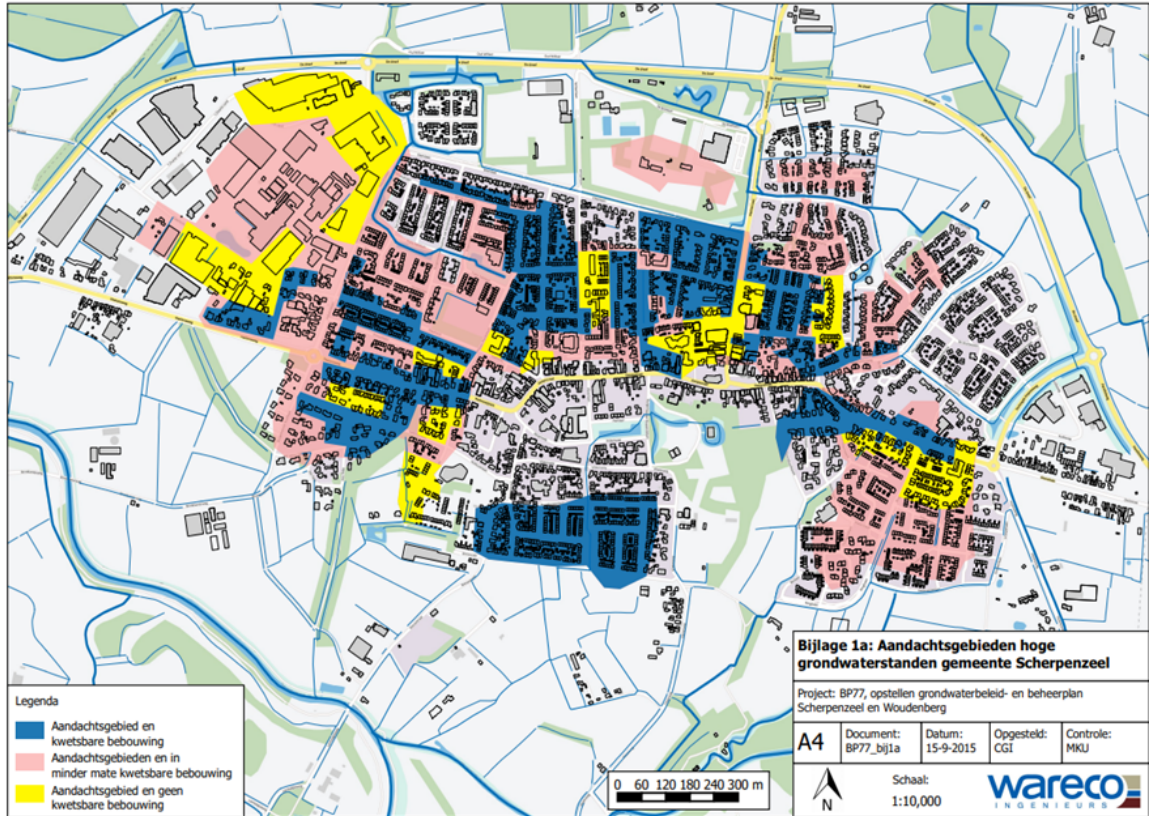 Bijlage 1a: Aandachtsgebieden hoge
grondwaterstanden gemeente Scherpenzeel
Project: BP77, opstellen grondwaterbeleid- en beheerplan
Scherpenzeel en Woudenberg
A4
Document:
BP77_bij1a
Datum:
15-9-2015
Opgesteld:
CGI
Controle:
MKU
N
Schaal:
1:10,000
wareco
INGENIEURS
Legenda
Aandachtsgebied en
kwetsbare bebouwing
Aandachtsgebieden en in
minder mate kwetsbare bebouwing
Aandachtsgebied en geen
kwetsbare bebouwing
0 60 120 180 240 300 m